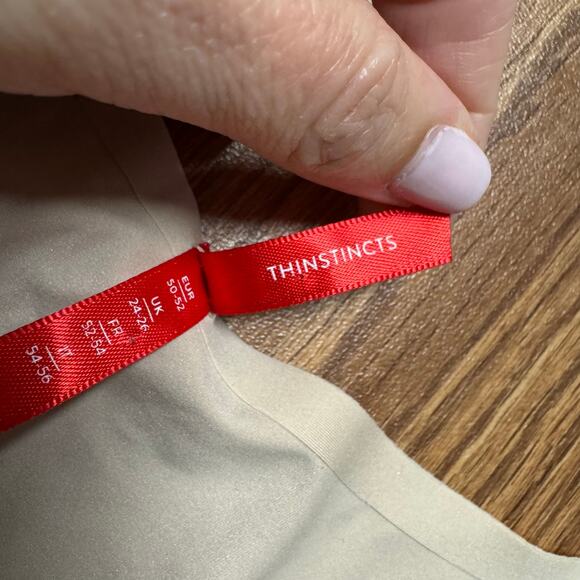 THINSTINCTS
EUR
50-52
UK
24-26
FR
52-54
IT
54-56